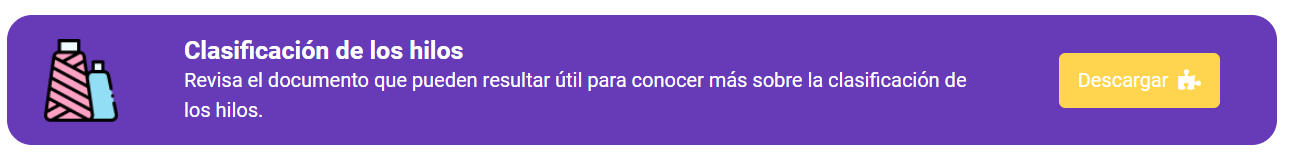 Clasificación de los hilos
Revisa el documento que pueden resultar útil para conocer más sobre la clasificación de
los hilos.
Descargar